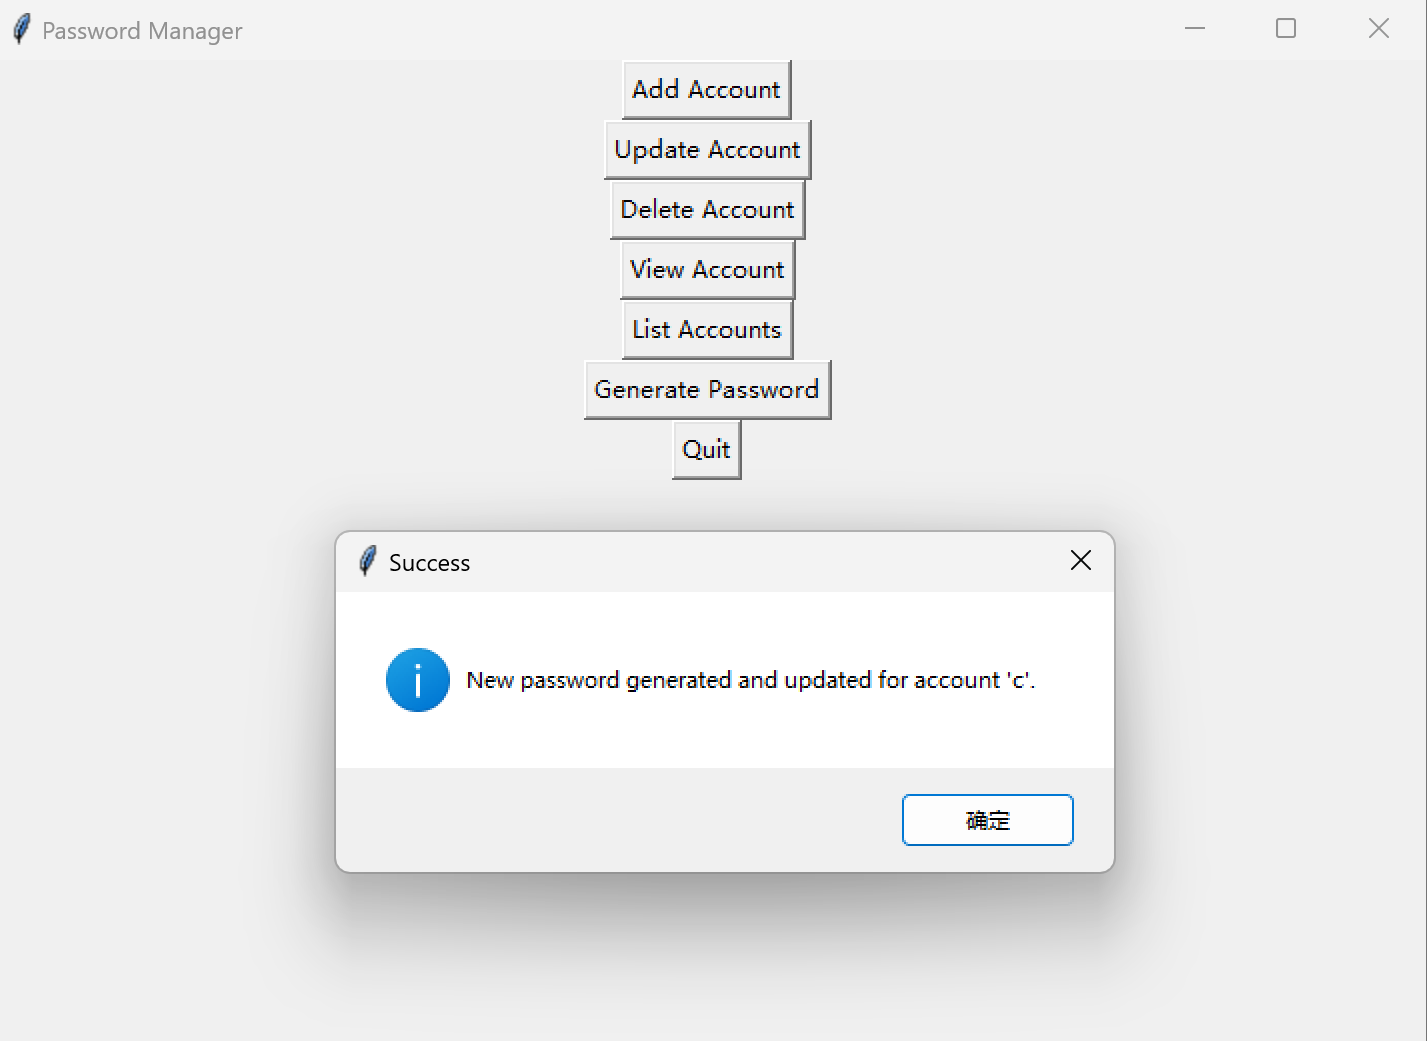 Password Manager
Add Account
Update Account
Delete Account
View Account
List Accounts
Generate Password
Quit
Success
New password generated and updated for account 'c'.
确定